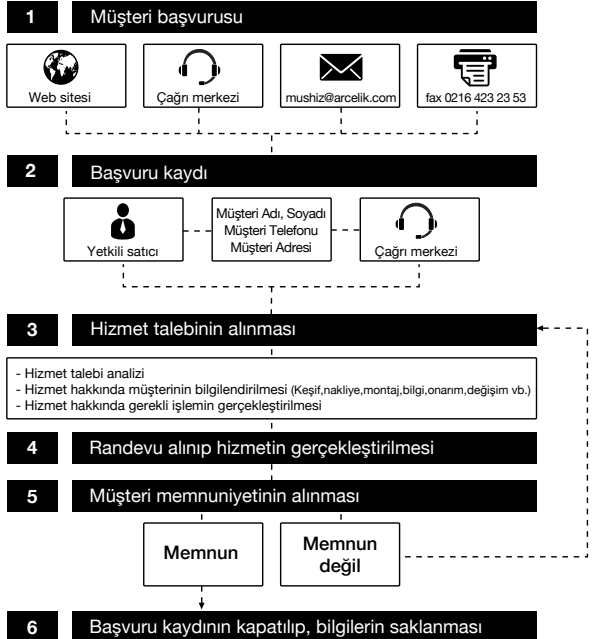 1 Müşteri başvurusu
Web sitesi
Çağrı merkezi
mushiz@arcelik.com
fax 0216 423 23 53
2 Başvuru kaydı
Yetkili satıcı
Müşteri Adı, Soyadı
Müşteri Telefonu
Müşteri Adresi
Çağrı merkezi
3 Hizmet talebinin alınması
- Hizmet talebi analizi
- Hizmet hakkında müşterinin bilgilendirilmesi (Keşif,nakliye,montaj,bilgi,onarım,değişim vb.)
- Hizmet hakkında gerekli işlemin gerçekleştirilmesi
4 Randevu alınıp hizmetin gerçekleştirilmesi
5 Müşteri memnuniyetinin alınması
Memnun
Memnun
değil
6 Başvuru kaydının kapatılıp, bilgilerin saklanması